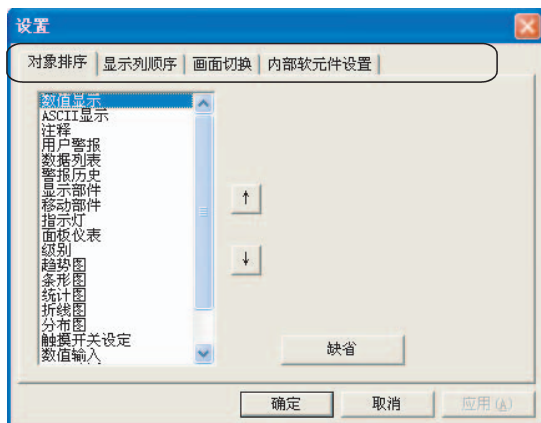 设置
对象排序 显示列顺序 画面切换 内部软元件设置
数值显示
ASCII显示
注释
用户警报
数据列表
警报历史
显示部件
移动部件
指示灯
面板仪表
级别
趋势图
条形图
统计图
折线图
分布图
触摸开关设定
数值输入
↑
↓
缺省
确定 取消 应用(A)